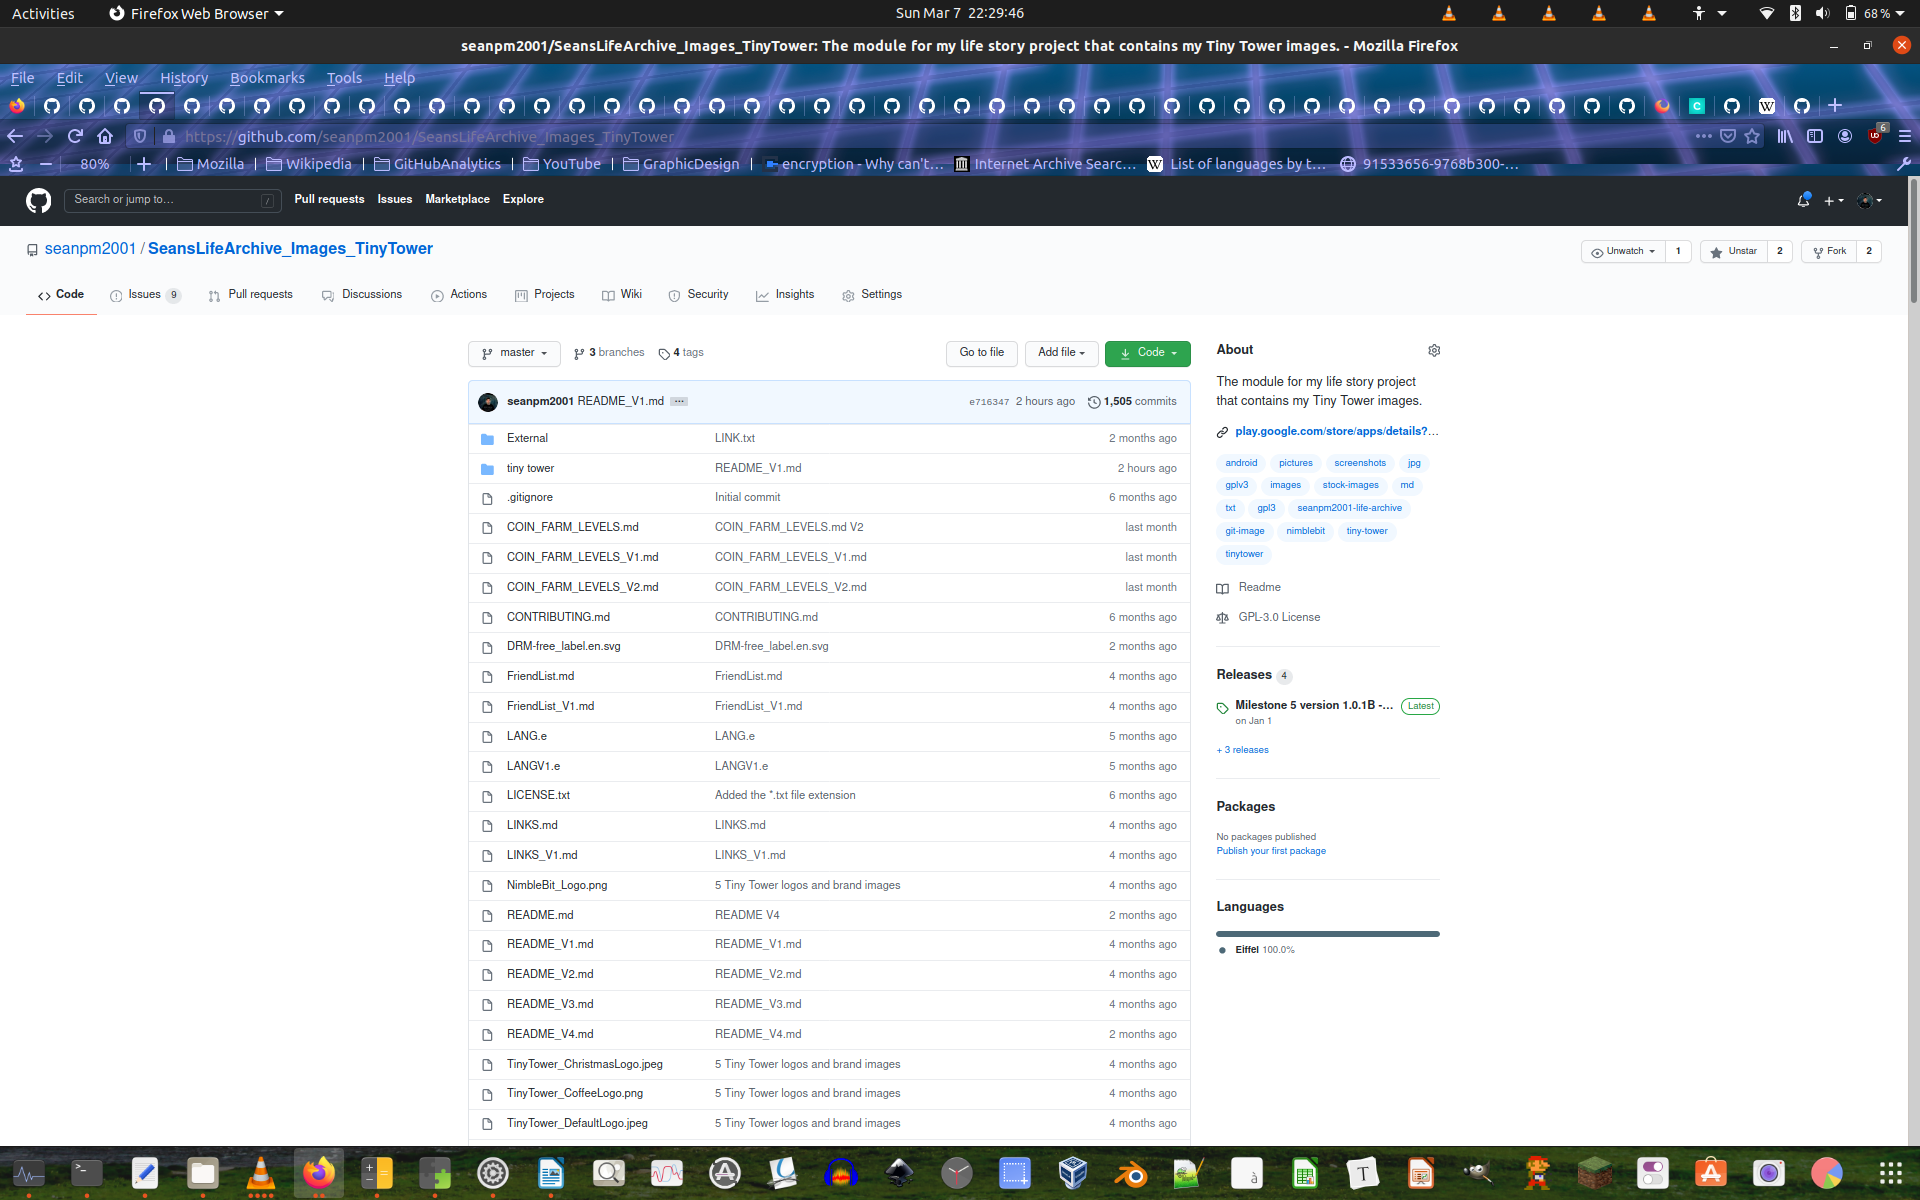 Activities Firefox Web Browser Sun Mar 7 22:29:46 68 %
seanpm2001/SeansLifeArchive_Images_TinyTower: The module for my life story project that contains my Tiny Tower images. - Mozilla Firefox
File Edit View History Bookmarks Tools Help
https://github.com/seanpm2001/SeansLifeArchive_Images_TinyTower 6
80% Mozilla Wikipedia GitHubAnalytics YouTube GraphicDesign encryption - Why can't… Internet Archive Searc… List of languages by t… 91533656-9768b300-…
Search or jump to… / Pull requests Issues Marketplace Explore
seanpm2001 / SeansLifeArchive_Images_TinyTower Unwatch 1 Unstar 2 Fork 2
Code Issues 9 Pull requests Discussions Actions Projects Wiki Security Insights Settings
master 3 branches 4 tags Go to file Add file Code
seanpm2001 README_V1.md e716347 2 hours ago 1,505 commits
External LINK.txt 2 months ago
tiny tower README_V1.md 2 hours ago
.gitignore Initial commit 6 months ago
COIN_FARM_LEVELS.md COIN_FARM_LEVELS.md V2 last month
COIN_FARM_LEVELS_V1.md COIN_FARM_LEVELS_V1.md last month
COIN_FARM_LEVELS_V2.md COIN_FARM_LEVELS_V2.md last month
CONTRIBUTING.md CONTRIBUTING.md 6 months ago
DRM-free_label.en.svg DRM-free_label.en.svg 2 months ago
FriendList.md FriendList.md 4 months ago
FriendList_V1.md FriendList_V1.md 4 months ago
LANG.e LANG.e 5 months ago
LANGV1.e LANGV1.e 5 months ago
LICENSE.txt Added the *.txt file extension 6 months ago
LINKS.md LINKS.md 4 months ago
LINKS_V1.md LINKS_V1.md 4 months ago
NimbleBit_Logo.png 5 Tiny Tower logos and brand images 4 months ago
README.md README V4 2 months ago
README_V1.md README_V1.md 4 months ago
README_V2.md README_V2.md 4 months ago
README_V3.md README_V3.md 4 months ago
README_V4.md README_V4.md 2 months ago
TinyTower_ChristmasLogo.jpeg 5 Tiny Tower logos and brand images 4 months ago
TinyTower_CoffeeLogo.png 5 Tiny Tower logos and brand images 4 months ago
TinyTower_DefaultLogo.jpeg 5 Tiny Tower logos and brand images 4 months ago
About
The module for my life story project
that contains my Tiny Tower images.
play.google.com/store/apps/details?…
android pictures screenshots jpg
gplv3 images stock-images md
txt gpl3 seanpm2001-life-archive
git-image nimblebit tiny-tower
tinytower
Readme
GPL-3.0 License
Releases 4
Milestone 5 version 1.0.1B -… Latest
on Jan 1
+ 3 releases
Packages
No packages published
Publish your first package
Languages
Eiffel 100.0%